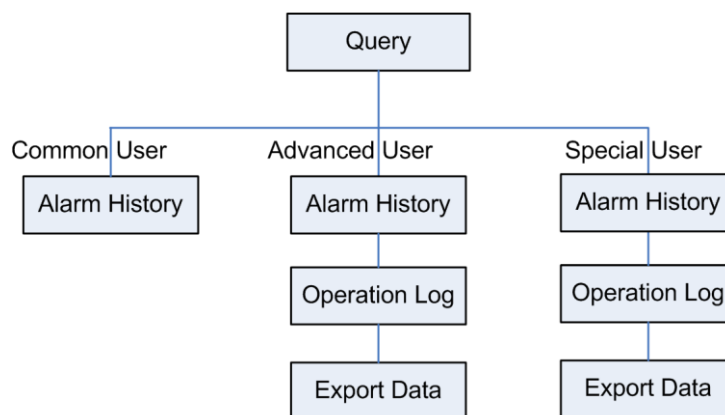 Query
Common User
Advanced User
Special User
Alarm History
Alarm History
Alarm History
Operation Log
Operation Log
Export Data
Export Data